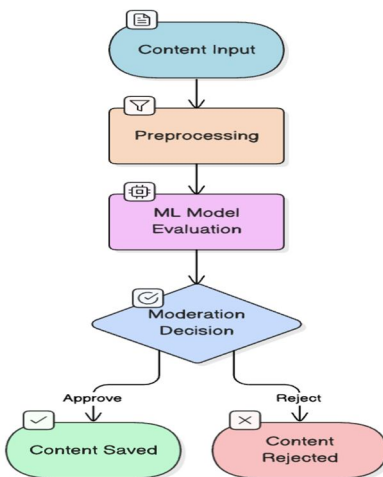 Content Input
Preprocessing
ML Model
Evaluation
Moderation
Decision
Approve
Reject
Content Saved
Content
Rejected